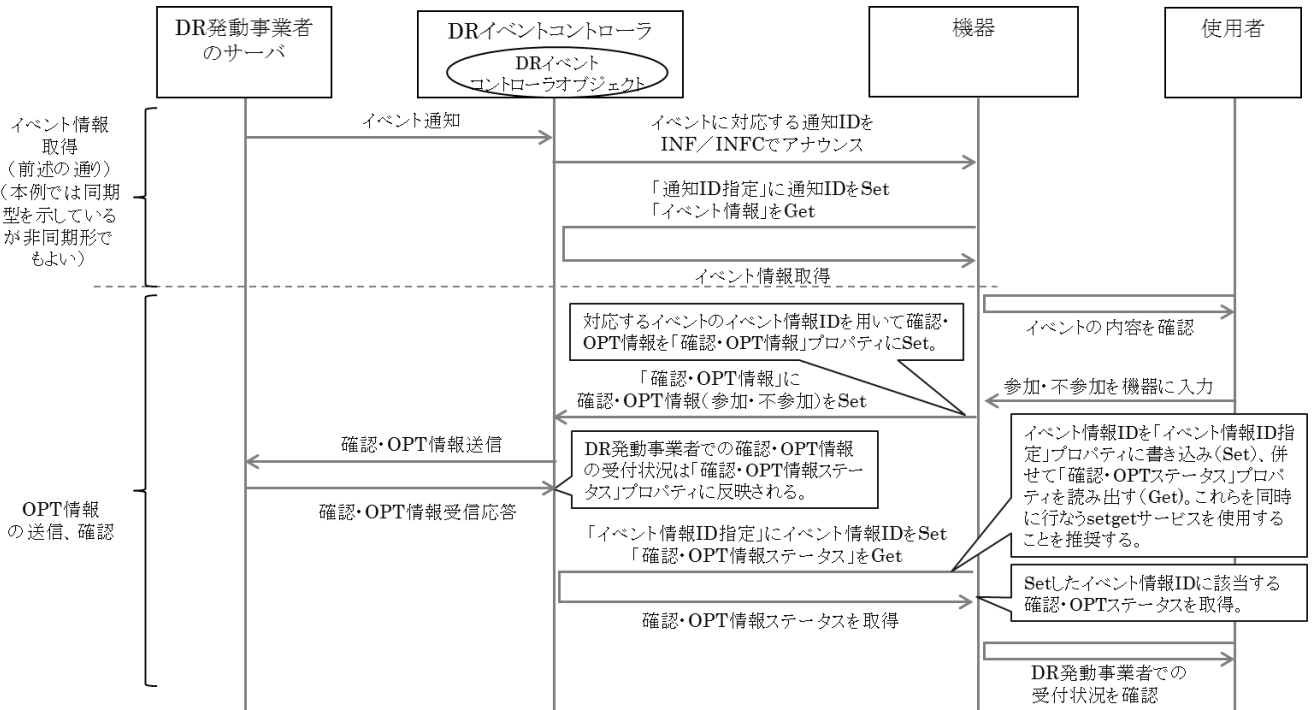 DR発動事業者
のサーバ
DRイベントコントローラ
DRイベント
コントローラオブジェクト
機器
使用者
イベント情報
取得
（前述の通り）
（本例では同期
型を示している
が非同期形で
もよい）
イベント通知
イベントに対応する通知IDを
INF／INFCでアナウンス
「通知ID指定」に通知IDをSet
「イベント情報」をGet
イベント情報取得
イベントの内容を確認
対応するイベントのイベント情報IDを用いて確認・
OPT情報を「確認・OPT情報」プロパティにSet。
参加・不参加を機器に入力
「確認・OPT情報」に
確認・OPT情報（参加・不参加）をSet
確認・OPT情報送信
DR発動事業者での確認・OPT情報
の受付状況は「確認・OPT情報ステー
タス」プロパティに反映される。
イベント情報IDを「イベント情報ID指
定」プロパティに書き込み（Set）、併
せて「確認・OPTステータス」プロパ
ティを読み出す（Get）。これらを同時
に行なうsetgetサービスを使用する
ことを推奨する。
OPT情報
の送信、確認
確認・OPT情報受信応答
「イベント情報ID指定」にイベント情報IDをSet
「確認・OPT情報ステータス」をGet
Setしたイベント情報IDに該当する
確認・OPTステータスを取得。
確認・OPT情報ステータスを取得
DR発動事業者での
受付状況を確認